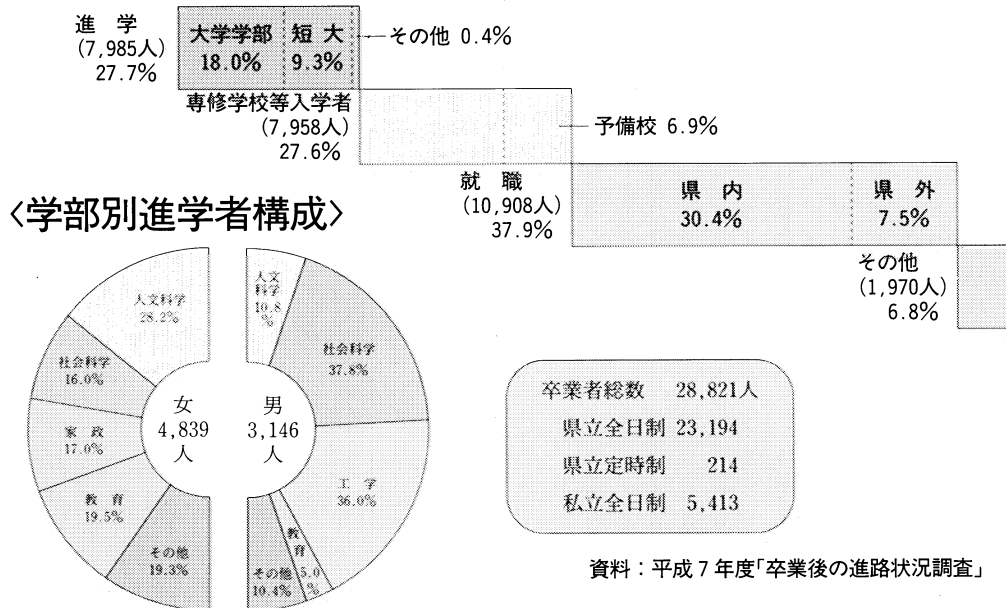 進 学
(7,985人)
27.7%
大学学部
18.0%
短 大
9.3%
その他 0.4%
専修学校等入学者
(7,958人)
27.6%
予備校 6.9%
就 職
(10,908人)
37.9%
県 内
30.4%
県 外
7.5%
その他
(1,970人)
6.8%
〈学部別進学者構成〉
人文科学
28.2%
社会科学
16.0%
家 政
17.0%
教 育
19.5%
その他
19.3%
女
4,839
人
男
3,146
人
人文
科学
10.8
%
社会科学
37.8%
工 学
36.0%
教
育
5.0
%
その他
10.4%
卒業者総数 28,821人
県立全日制 23,194
県立定時制 214
私立全日制 5,413
資料:平成7年度「卒業後の進路状況調査」